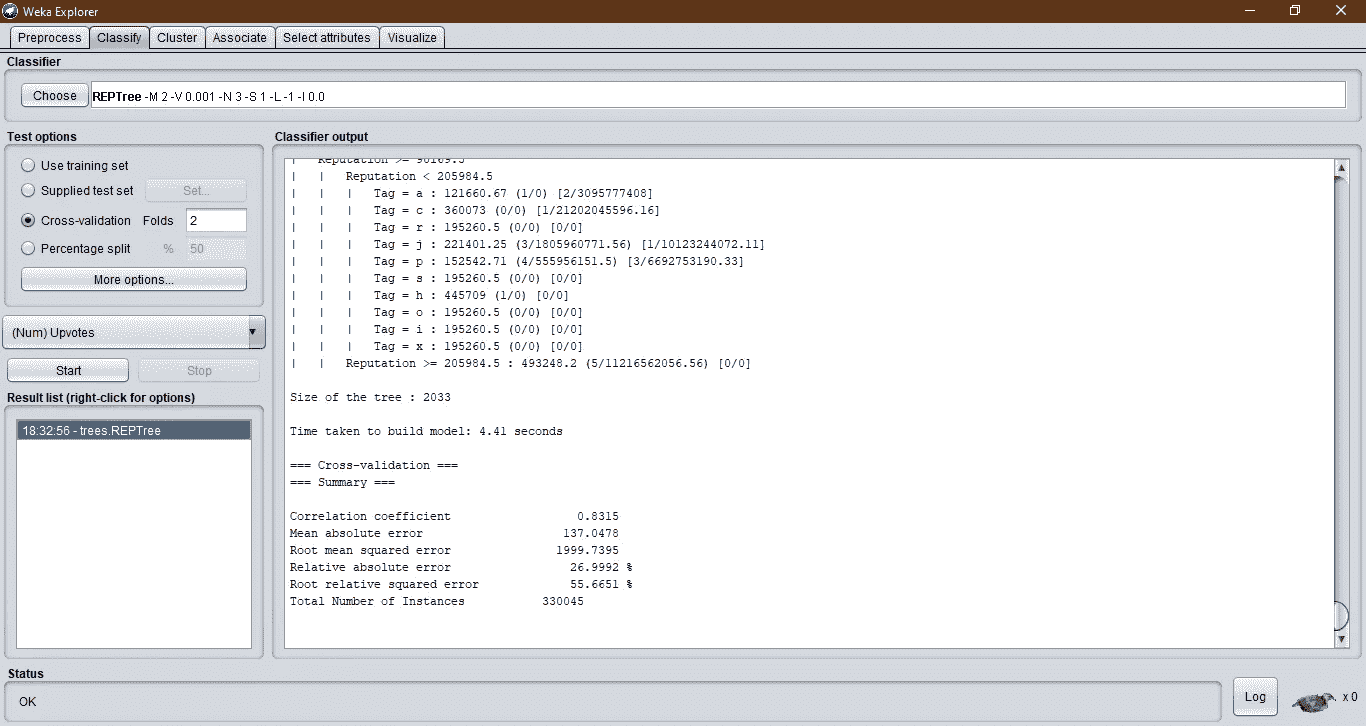 Weka Explorer
Preprocess Classify Cluster Associate Select attributes Visualize
Classifier
Choose REPTree -M 2 -V 0.001 -N 3 -S 1 -L -1 -I 0.0
Test options
Use training set
Supplied test set Set...
Cross-validation Folds 2
Percentage split % 50
More options...
(Num) Upvotes
Start Stop
Result list (right-click for options)
18:32:56 - trees.REPTree
Classifier output
| Reputation >= 90169.5
| | Reputation < 205984.5
| | | Tag = a : 121660.67 (1/0) [2/3095777408]
| | | Tag = c : 360073 (0/0) [1/21202045596.16]
| | | Tag = r : 195260.5 (0/0) [0/0]
| | | Tag = j : 221401.25 (3/1805960771.56) [1/10123244072.11]
| | | Tag = p : 152542.71 (4/555956151.5) [3/6692753190.33]
| | | Tag = s : 195260.5 (0/0) [0/0]
| | | Tag = h : 445709 (1/0) [0/0]
| | | Tag = o : 195260.5 (0/0) [0/0]
| | | Tag = i : 195260.5 (0/0) [0/0]
| | | Tag = x : 195260.5 (0/0) [0/0]
| | Reputation >= 205984.5 : 493248.2 (5/11216562056.56) [0/0]
Size of the tree : 2033
Time taken to build model: 4.41 seconds
=== Cross-validation ===
=== Summary ===
Correlation coefficient 0.8315
Mean absolute error 137.0478
Root mean squared error 1999.7395
Relative absolute error 26.9992 %
Root relative squared error 55.6651 %
Total Number of Instances 330045
Status
OK
Log
x 0